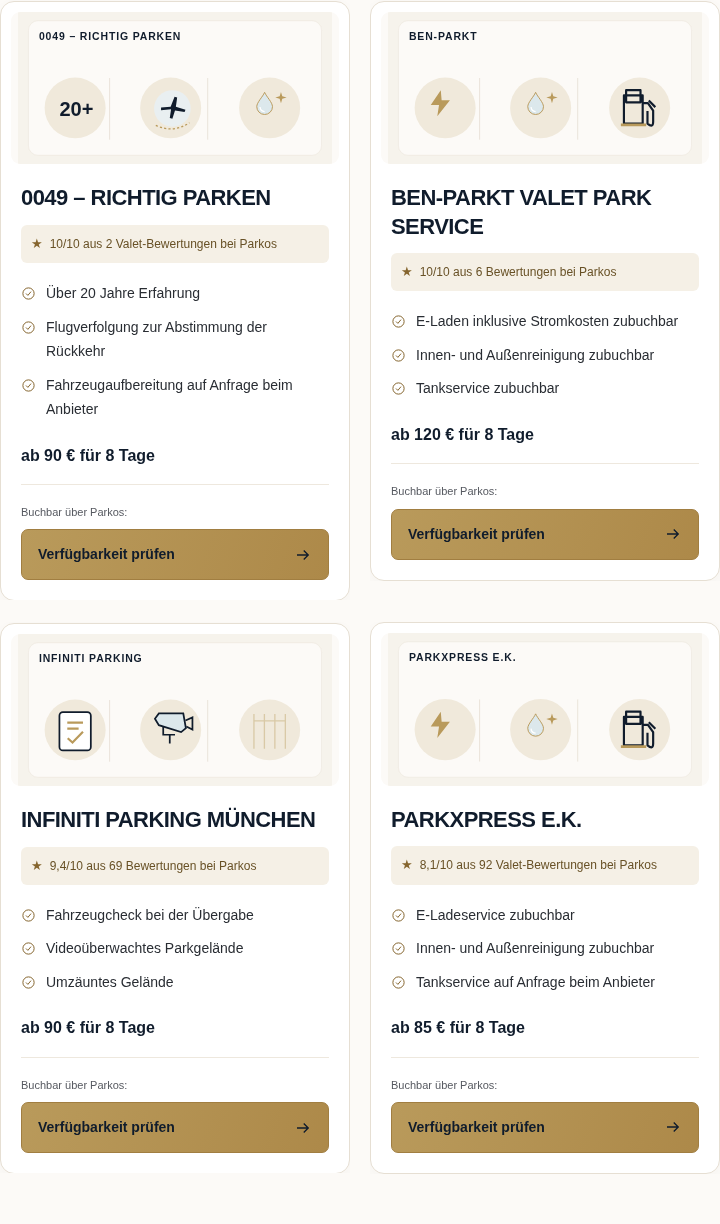 0049 – RICHTIG PARKEN
20+
0049 – RICHTIG PARKEN
★ 10/10 aus 2 Valet-Bewertungen bei Parkos
Über 20 Jahre Erfahrung
Flugverfolgung zur Abstimmung der
Rückkehr
Fahrzeugaufbereitung auf Anfrage beim
Anbieter
ab 90 € für 8 Tage
Buchbar über Parkos:
Verfügbarkeit prüfen →
BEN-PARKT
BEN-PARKT VALET PARK
SERVICE
★ 10/10 aus 6 Bewertungen bei Parkos
E-Laden inklusive Stromkosten zubuchbar
Innen- und Außenreinigung zubuchbar
Tankservice zubuchbar
ab 120 € für 8 Tage
Buchbar über Parkos:
Verfügbarkeit prüfen →
INFINITI PARKING
INFINITI PARKING MÜNCHEN
★ 9,4/10 aus 69 Bewertungen bei Parkos
Fahrzeugcheck bei der Übergabe
Videoüberwachtes Parkgelände
Umzäuntes Gelände
ab 90 € für 8 Tage
Buchbar über Parkos:
Verfügbarkeit prüfen →
PARKXPRESS E.K.
PARKXPRESS E.K.
★ 8,1/10 aus 92 Valet-Bewertungen bei Parkos
E-Ladeservice zubuchbar
Innen- und Außenreinigung zubuchbar
Tankservice auf Anfrage beim Anbieter
ab 85 € für 8 Tage
Buchbar über Parkos:
Verfügbarkeit prüfen →